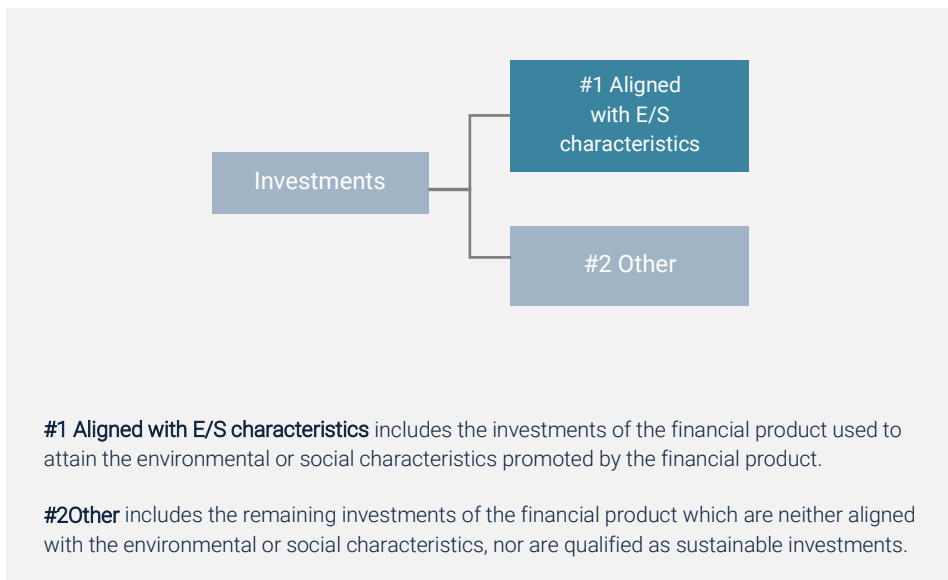 #1 Aligned
with E/S
characteristics
Investments
#2 Other
#1 Aligned with E/S characteristics includes the investments of the financial product used to
attain the environmental or social characteristics promoted by the financial product.
#2Other includes the remaining investments of the financial product which are neither aligned
with the environmental or social characteristics, nor are qualified as sustainable investments.